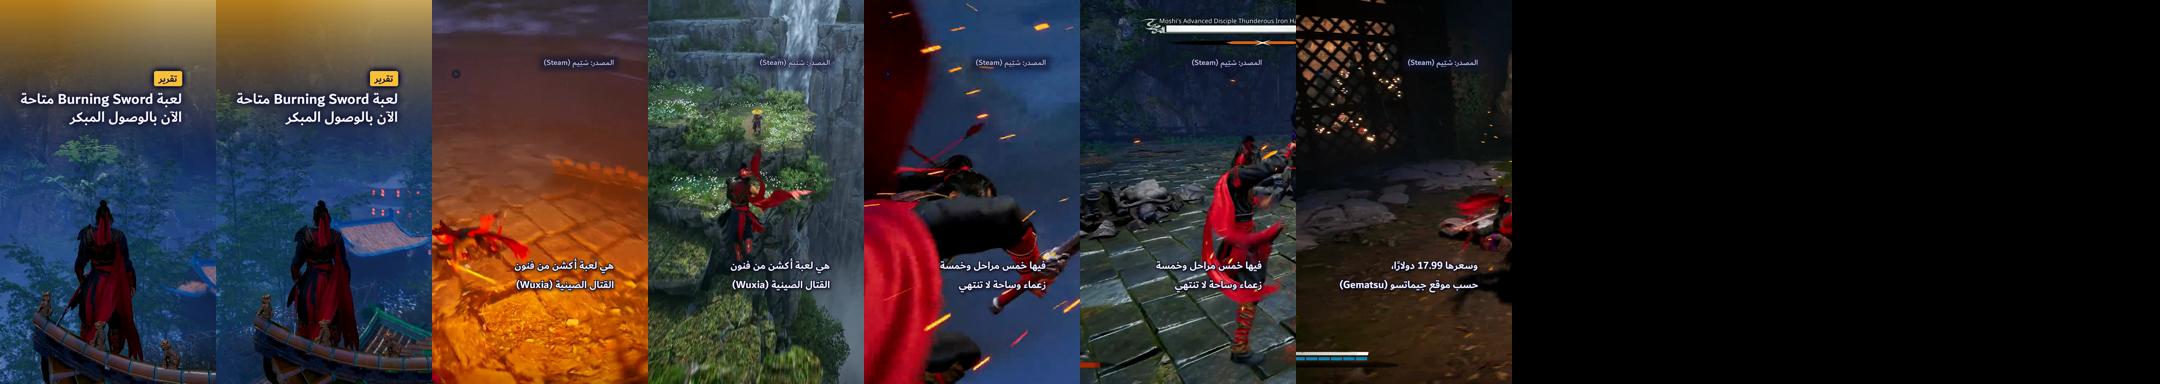 تقرير
لعبة Burning Sword متاحة
الآن بالوصول المبكر
تقرير
لعبة Burning Sword متاحة
الآن بالوصول المبكر
المصدر: ستيم (Steam)
هي لعبة أكشن من فنون
القتال الصينية (Wuxia)
المصدر: ستيم (Steam)
هي لعبة أكشن من فنون
القتال الصينية (Wuxia)
المصدر: ستيم (Steam)
فيها خمس مراحل وخمسة
زعماء وساحة لا تنتهي
Moshi's Advanced Disciple Thunderous Iron
المصدر: ستيم (Steam)
فيها خمس مراحل وخمسة
زعماء وساحة لا تنتهي
المصدر: ستيم (Steam)
وسعرها 17.99 دولارًا،
حسب موقع جيماتسو (Gematsu)